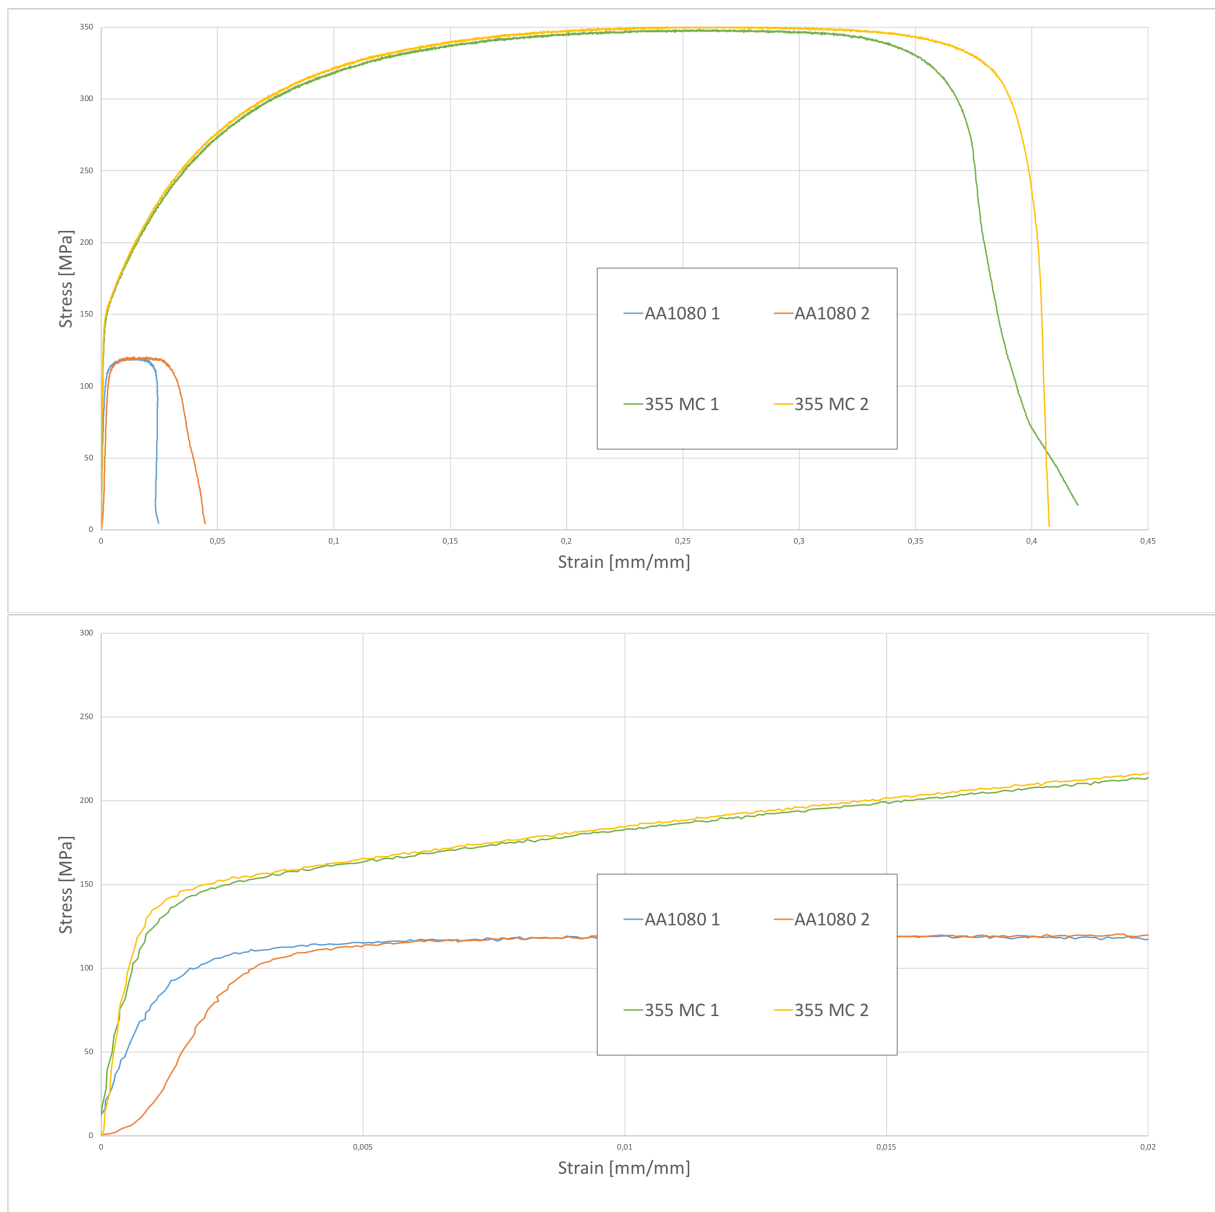 350
300
250
200
150
100
50
0
Stress [MPa]
0 0,05 0,1 0,15 0,2 0,25 0,3 0,35 0,4 0,45
Strain [mm/mm]
AA1080 1 AA1080 2
355 MC 1 355 MC 2
300
250
200
150
100
50
0
Stress [MPa]
0 0,005 0,01 0,015 0,02
Strain [mm/mm]
AA1080 1 AA1080 2
355 MC 1 355 MC 2